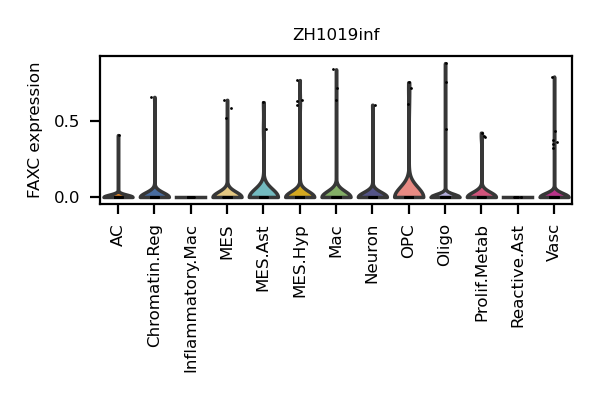 ZH1019inf
FAXC expression
0.5
0.0
AC
Chromatin.Reg
Inflammatory.Mac
MES
MES.Ast
MES.Hyp
Mac
Neuron
OPC
Oligo
Prolif.Metab
Reactive.Ast
Vasc